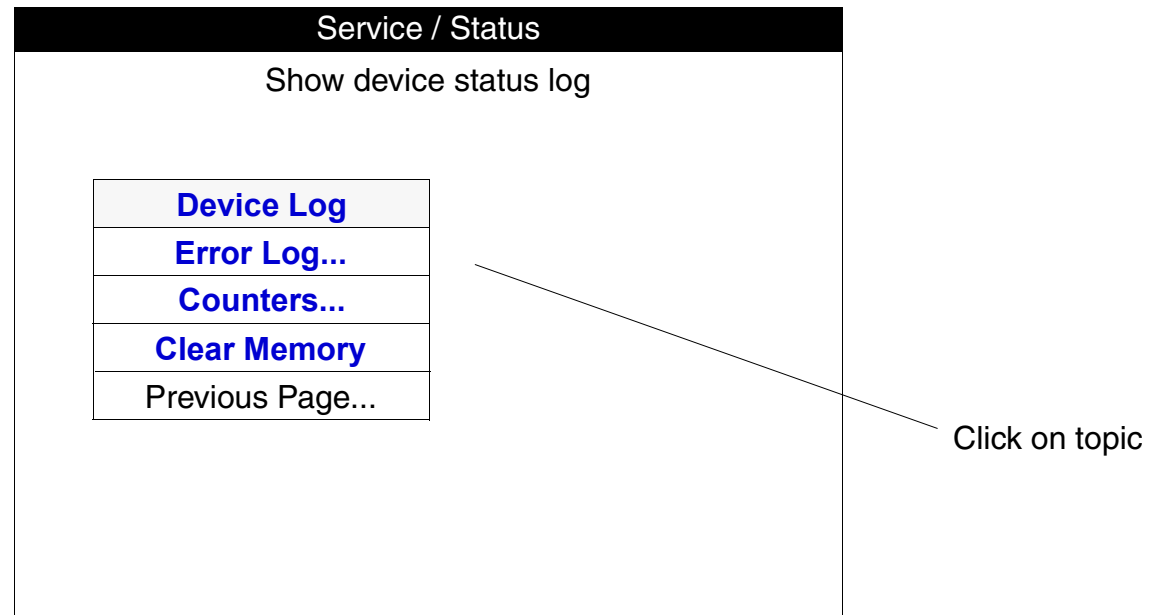 Service / Status
Show device status log
Device Log
Error Log...
Counters...
Clear Memory
Previous Page...
Click on topic